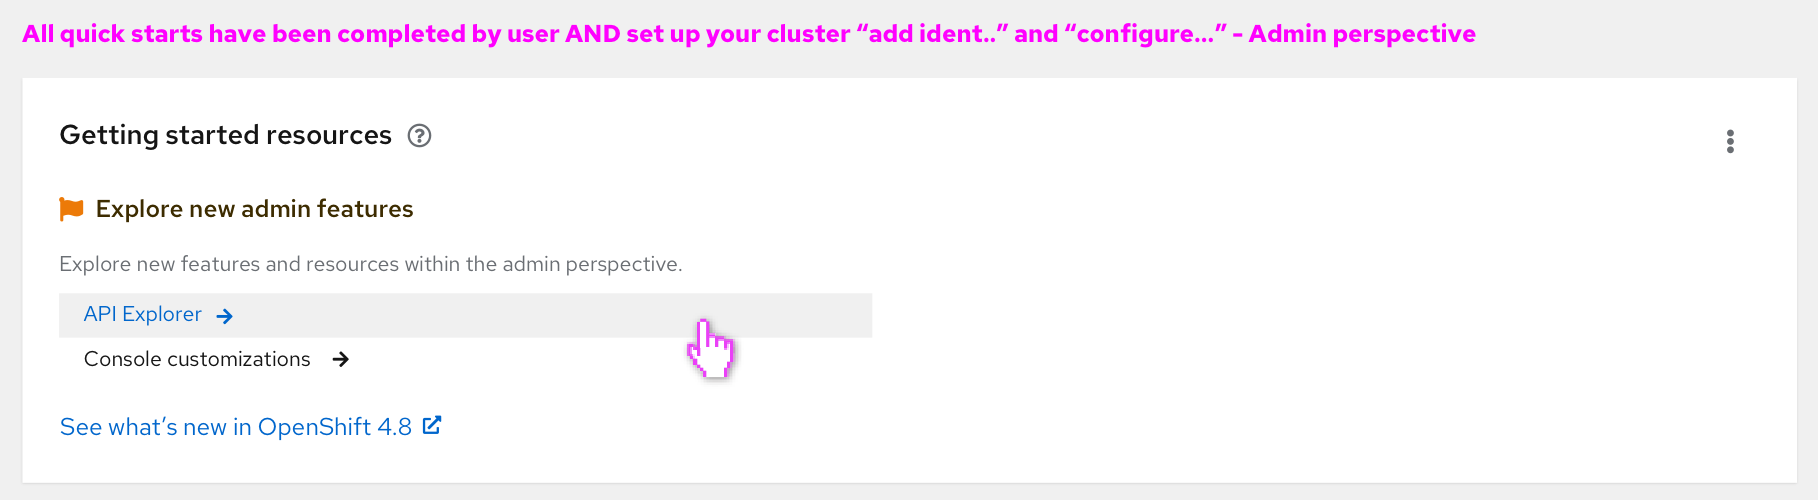 All quick starts have been completed by user AND set up your cluster “add ident..” and “configure...” - Admin perspective
Getting started resources
Explore new admin features
Explore new features and resources within the admin perspective.
API Explorer
Console customizations
See what’s new in OpenShift 4.8